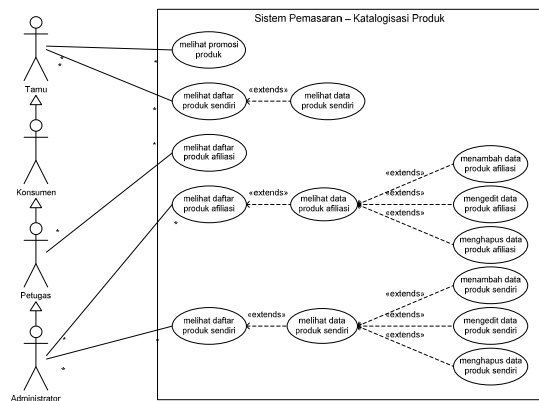 Sistem Pemasaran – Katalogisasi Produk
melihat promosi
produk
Tamu
melihat daftar
produk sendiri
«extends»
melihat data
produk sendiri
melihat daftar
produk afiliasi
Konsumen
melihat daftar
produk afiliasi
«extends»
melihat data
produk afiliasi
«extends»
menambah data
produk afiliasi
«extends»
mengedit data
produk afiliasi
«extends»
menghapus data
produk afiliasi
Petugas
melihat daftar
produk sendiri
«extends»
melihat data
produk sendiri
«extends»
menambah data
produk sendiri
«extends»
mengedit data
produk sendiri
«extends»
menghapus data
produk sendiri
Administrator
*
*
*
*
*
*
*
*
*
*